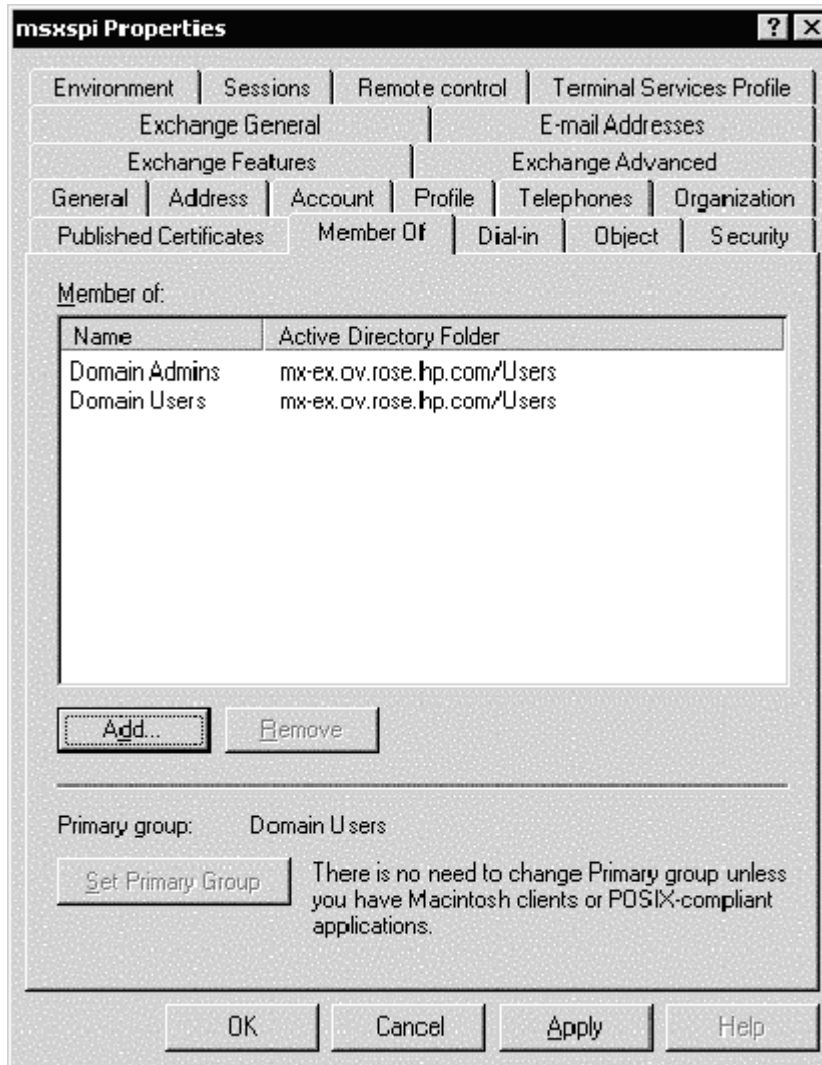 msxspi Properties
Environment Sessions Remote control Terminal Services Profile
Exchange General E-mail Addresses
Exchange Features Exchange Advanced
General Address Account Profile Telephones Organization
Published Certificates Member Of Dial-in Object Security
Member of:
Name Active Directory Folder
Domain Admins mx-ex.ov.rose.hp.com/Users
Domain Users mx-ex.ov.rose.hp.com/Users
Add... Remove
Primary group: Domain Users
Set Primary Group There is no need to change Primary group unless
you have Macintosh clients or POSIX-compliant
applications.
OK Cancel Apply Help